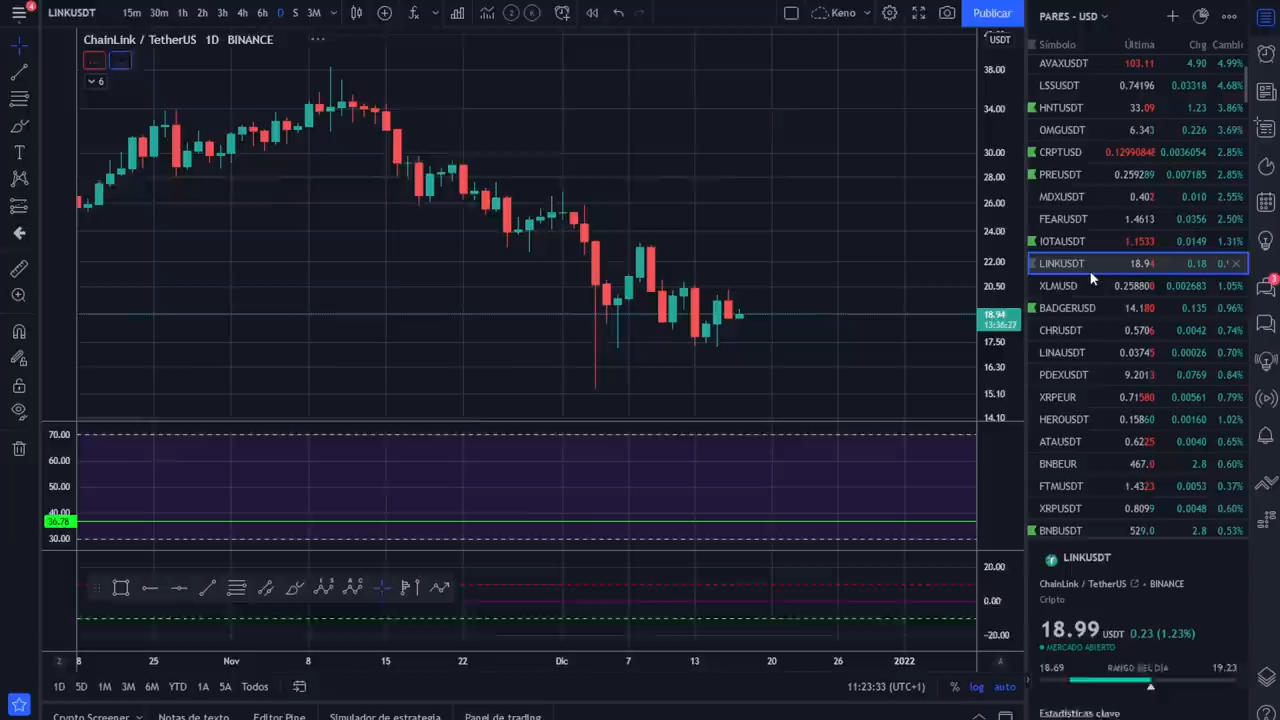 4
LINKUSDT 15m 30m 1h 2h 3h 4h 6h D S 3M 2 K Keno Publicar
ChainLink / TetherUS 1D BINANCE ...
6
USDT
38.00
34.00
30.00
28.00
26.00
24.00
22.00
20.50
18.94
13:36:27
17.50
16.30
15.10
14.10
70.00
60.00
50.00
40.00
36.78
30.00
20.00
0.00
−20.00
25 Nov 8 15 22 Dic 7 13 20 26 2022 A
1D 5D 1M 3M 6M YTD 1A 5A Todos 11:23:33 (UTC+1) % log auto
Crypto Screener Notas de texto Editor Pine Simulador de estrategia Panel de trading
PARES - USD
Símbolo Última Chg
AVAXUSDT 103.11 4.90 4.99%
LSSUSDT 0.74196 0.03318 4.68%
HNTUSDT 33.09 1.23 3.86%
OMGUSDT 6.343 0.226 3.69%
CRPTUSD 0.0036054 2.85%
PREUSDT 0.259289 0.007185 2.85%
MDXUSDT 0.402 0.010 2.55%
FEARUSDT 1.4613 0.0356 2.50%
IOTAUSDT 1.1533 0.0149 1.31%
LINKUSDT 18.94 0.18
XLMUSD 0.258800 0.002683 1.05%
BADGERUSD 14.180 0.135 0.96%
CHRUSDT 0.5706 0.0042 0.74%
LINAUSDT 0.03745 0.00026 0.70%
PDEXUSDT 9.2013 0.0769 0.84%
XRPEUR 0.71580 0.00561 0.79%
HEROUSDT 0.15860 0.00160 1.02%
ATAUSDT 0.6225 0.0040 0.65%
BNBEUR 467.0 2.8 0.60%
FTMUSDT 1.4323 0.0053 0.37%
XRPUSDT 0.8099 0.0048 0.60%
BNBUSDT 529.0 2.8 0.53%
LINKUSDT
ChainLink / TetherUS BINANCE
Cripto
18.99 USDT 0.23 (1.23%)
MERCADO ABIERTO
18.69 RANGO DEL DÍA 19.23
Estadísticas clave
3